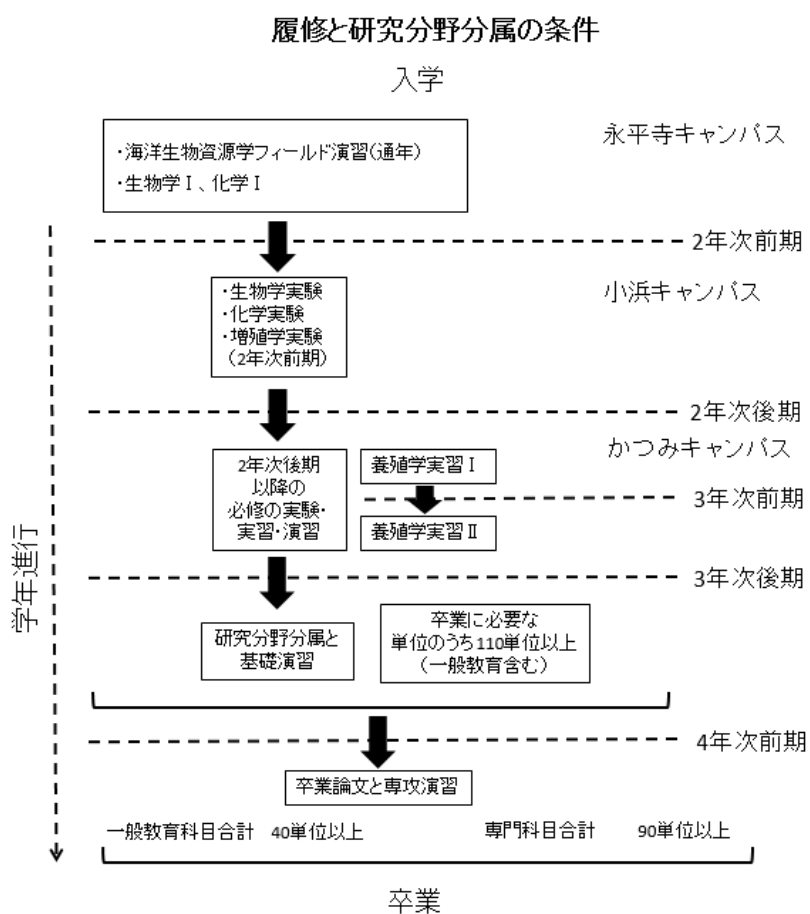 履修と研究分野分属の条件
入学
永平寺キャンパス
・海洋生物資源学フィールド演習(通年)
・生物学Ⅰ、化学Ⅰ
2年次前期
小浜キャンパス
・生物学実験
・化学実験
・増殖学実験
(2年次前期)
2年次後期
かつみキャンパス
2年次後期
以降の
必修の実験・
実習・演習
養殖学実習Ⅰ
3年次前期
養殖学実習Ⅱ
3年次後期
研究分野分属と
基礎演習
卒業に必要な
単位のうち110単位以上
(一般教育含む)
学年進行
4年次前期
卒業論文と専攻演習
一般教育科目合計 40単位以上 専門科目合計 90単位以上
卒業